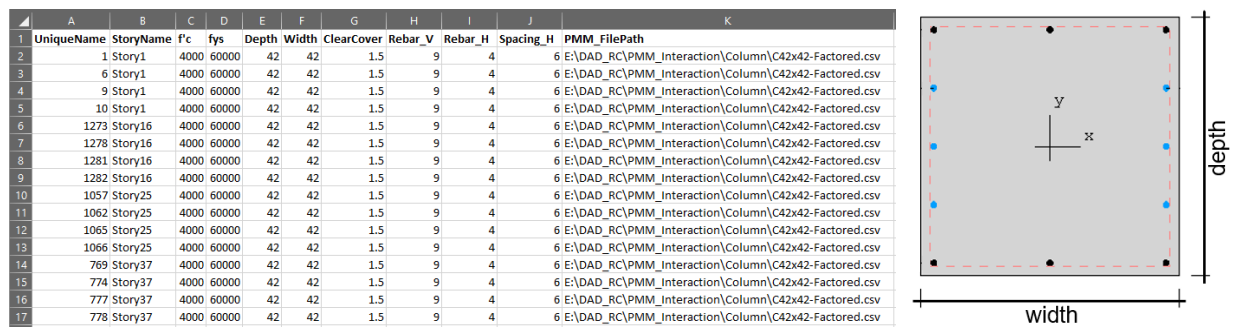 A B C D E F G H I J K
1 UniqueName StoryName f'c fys Depth Width ClearCover Rebar_V Rebar_H Spacing_H PMM_FilePath
2 1 Story1 4000 60000 42 42 1.5 9 4 6 E:\DAD_RC\PMM_Interaction\Column\C42x42-Factored.csv
3 6 Story1 4000 60000 42 42 1.5 9 4 6 E:\DAD_RC\PMM_Interaction\Column\C42x42-Factored.csv
4 9 Story1 4000 60000 42 42 1.5 9 4 6 E:\DAD_RC\PMM_Interaction\Column\C42x42-Factored.csv
5 10 Story1 4000 60000 42 42 1.5 9 4 6 E:\DAD_RC\PMM_Interaction\Column\C42x42-Factored.csv
6 1273 Story16 4000 60000 42 42 1.5 9 4 6 E:\DAD_RC\PMM_Interaction\Column\C42x42-Factored.csv
7 1278 Story16 4000 60000 42 42 1.5 9 4 6 E:\DAD_RC\PMM_Interaction\Column\C42x42-Factored.csv
8 1281 Story16 4000 60000 42 42 1.5 9 4 6 E:\DAD_RC\PMM_Interaction\Column\C42x42-Factored.csv
9 1282 Story16 4000 60000 42 42 1.5 9 4 6 E:\DAD_RC\PMM_Interaction\Column\C42x42-Factored.csv
10 1057 Story25 4000 60000 42 42 1.5 9 4 6 E:\DAD_RC\PMM_Interaction\Column\C42x42-Factored.csv
11 1062 Story25 4000 60000 42 42 1.5 9 4 6 E:\DAD_RC\PMM_Interaction\Column\C42x42-Factored.csv
12 1065 Story25 4000 60000 42 42 1.5 9 4 6 E:\DAD_RC\PMM_Interaction\Column\C42x42-Factored.csv
13 1066 Story25 4000 60000 42 42 1.5 9 4 6 E:\DAD_RC\PMM_Interaction\Column\C42x42-Factored.csv
14 769 Story37 4000 60000 42 42 1.5 9 4 6 E:\DAD_RC\PMM_Interaction\Column\C42x42-Factored.csv
15 774 Story37 4000 60000 42 42 1.5 9 4 6 E:\DAD_RC\PMM_Interaction\Column\C42x42-Factored.csv
16 777 Story37 4000 60000 42 42 1.5 9 4 6 E:\DAD_RC\PMM_Interaction\Column\C42x42-Factored.csv
17 778 Story37 4000 60000 42 42 1.5 9 4 6 E:\DAD_RC\PMM_Interaction\Column\C42x42-Factored.csv
y
x
depth
width